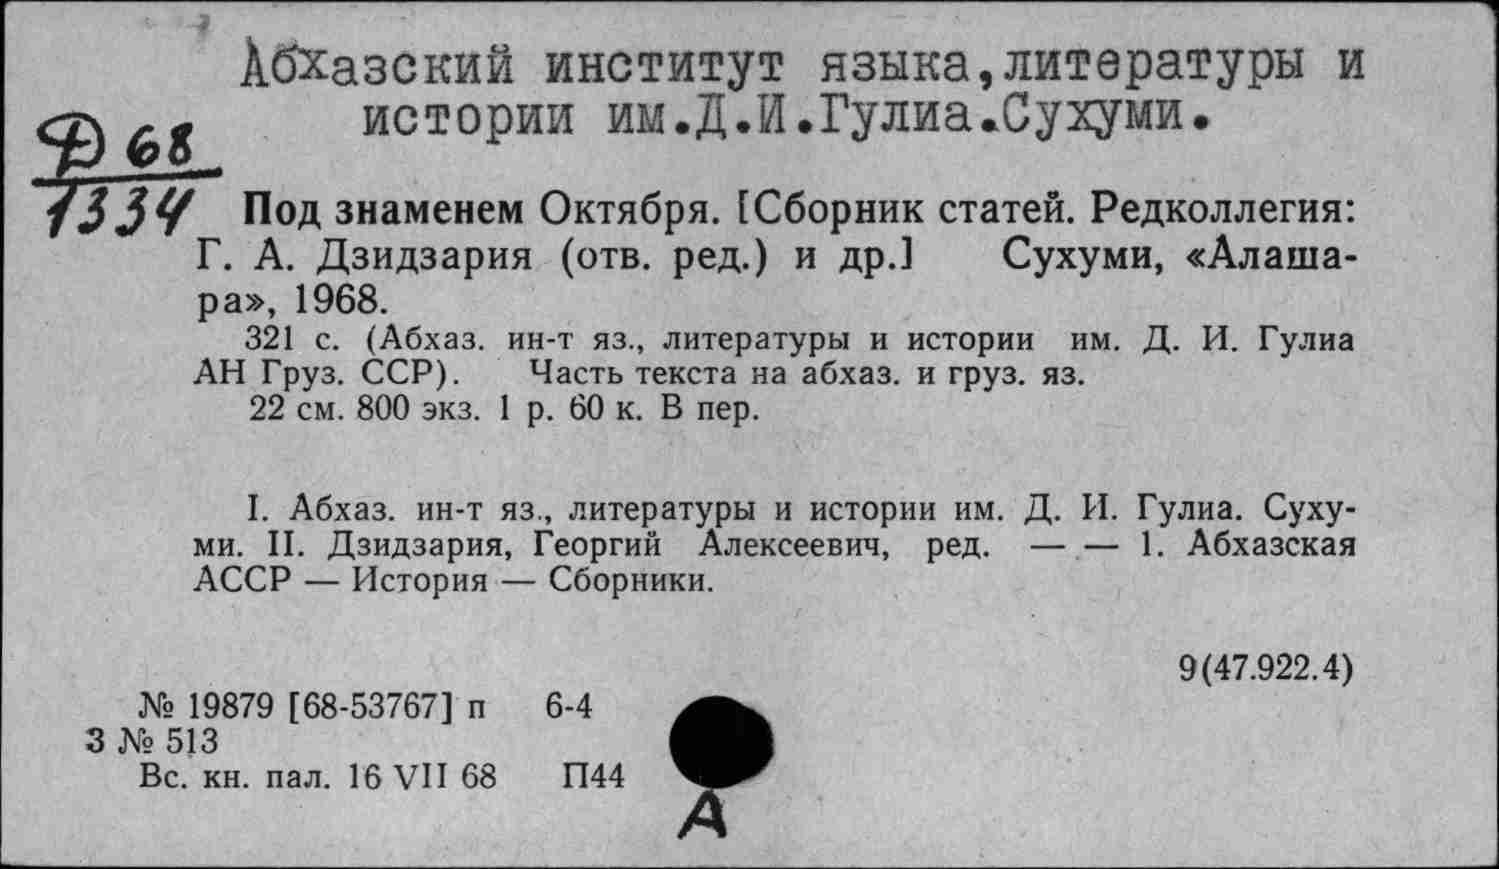 Абхазский институт языка,литературы и
истории им.Д.И.Гулиа.Сухуми.
Ф 68
1334
Под знаменем Октября. [Сборник статей. Редколлегия:
Г. А. Дзидзария (отв. ред.) и др.] Сухуми, «Алаша-
ра», 1968.
321 с. (Абхаз. ин-т яз., литературы и истории им. Д. И. Гулиа
АН Груз. ССР). Часть текста на абхаз. и груз. яз.
22 см. 800 экз. 1 р. 60 к. В пер.
I. Абхаз. ин-т яз., литературы и истории им. Д. И. Гулиа. Суху-
ми. II. Дзидзария, Георгий Алексеевич, ред. — — 1. Абхазская
АССР — История — Сборники.
9(47.922.4)
№ 19879 [68-53767] п 6-4
З № 513
Вс. кн. пал. 16 VII 68 П44
А